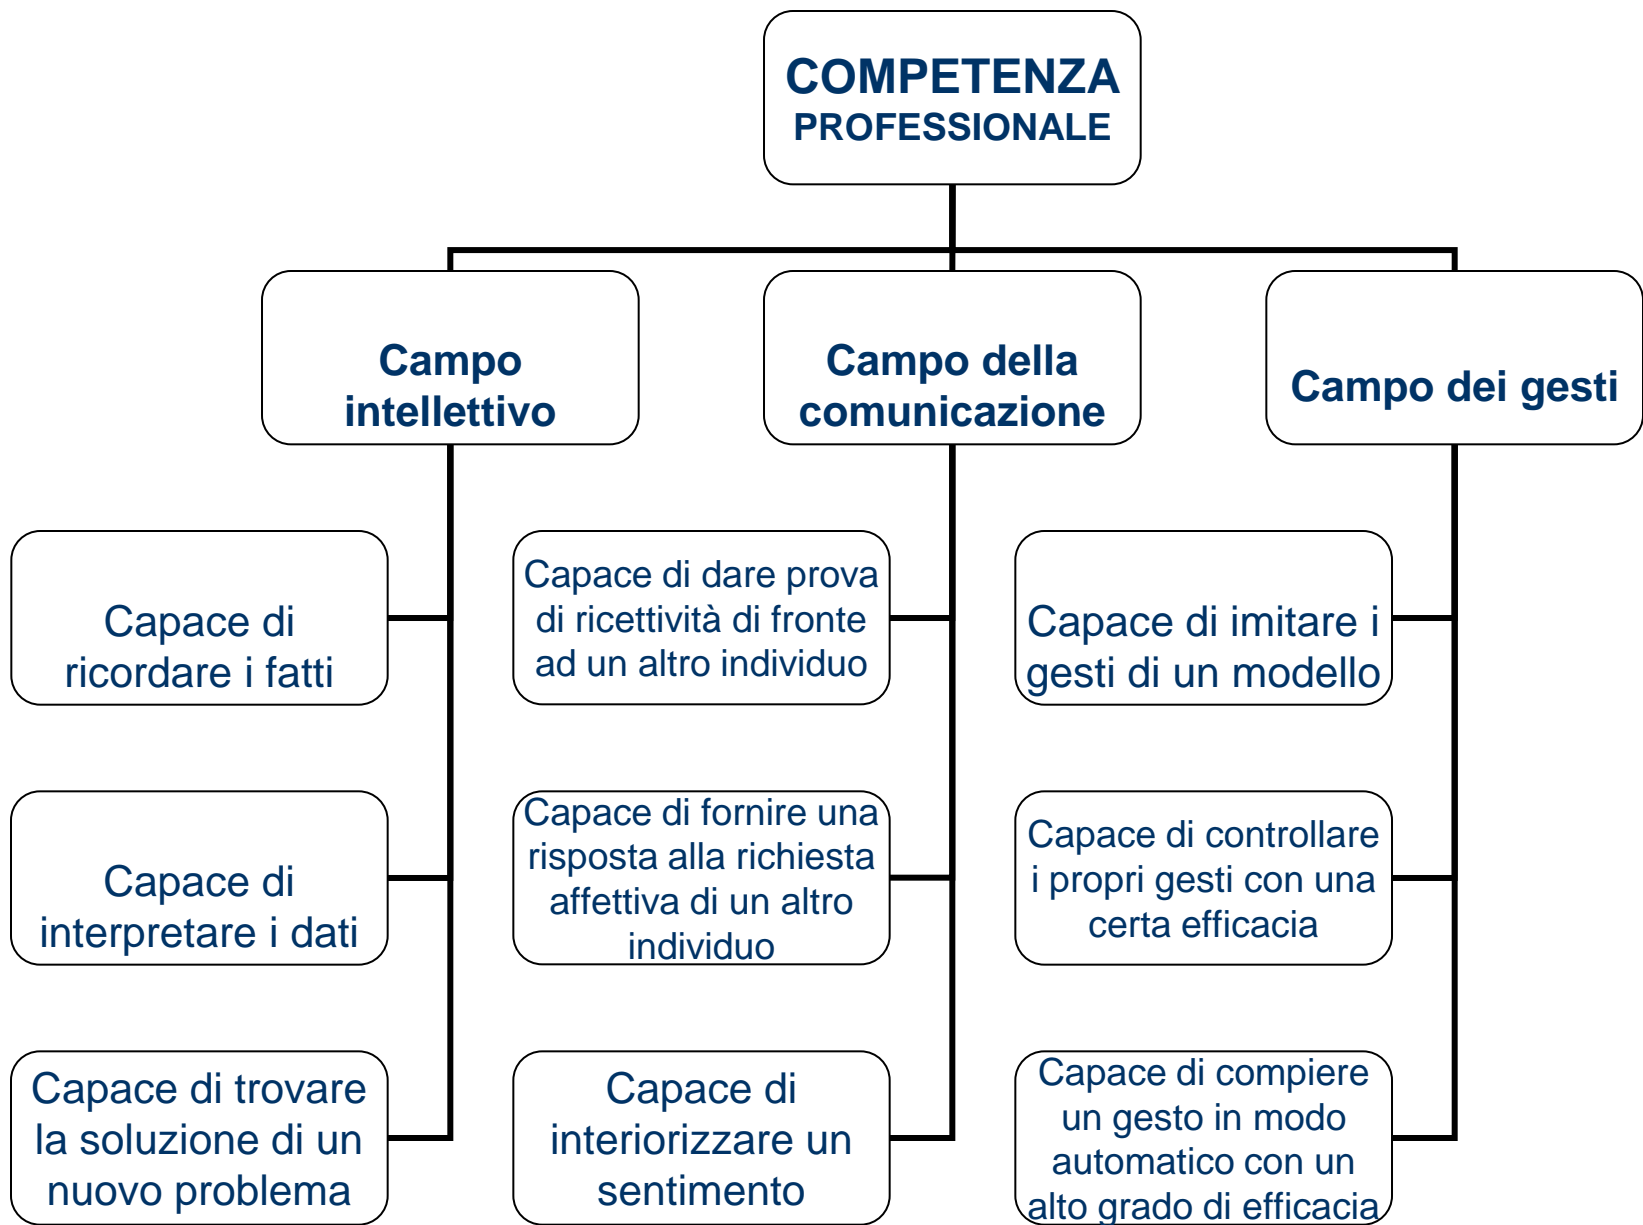 COMPETENZA
PROFESSIONALE
Campo
intellettivo
Campo della
comunicazione
Campo dei gesti
Capace di
ricordare i fatti
Capace di dare prova
di ricettività di fronte
ad un altro individuo
Capace di imitare i
gesti di un modello
Capace di
interpretare i dati
Capace di fornire una
risposta alla richiesta
affettiva di un altro
individuo
Capace di controllare
i propri gesti con una
certa efficacia
Capace di trovare
la soluzione di un
nuovo problema
Capace di
interiorizzare un
sentimento
Capace di compiere
un gesto in modo
automatico con un
alto grado di efficacia